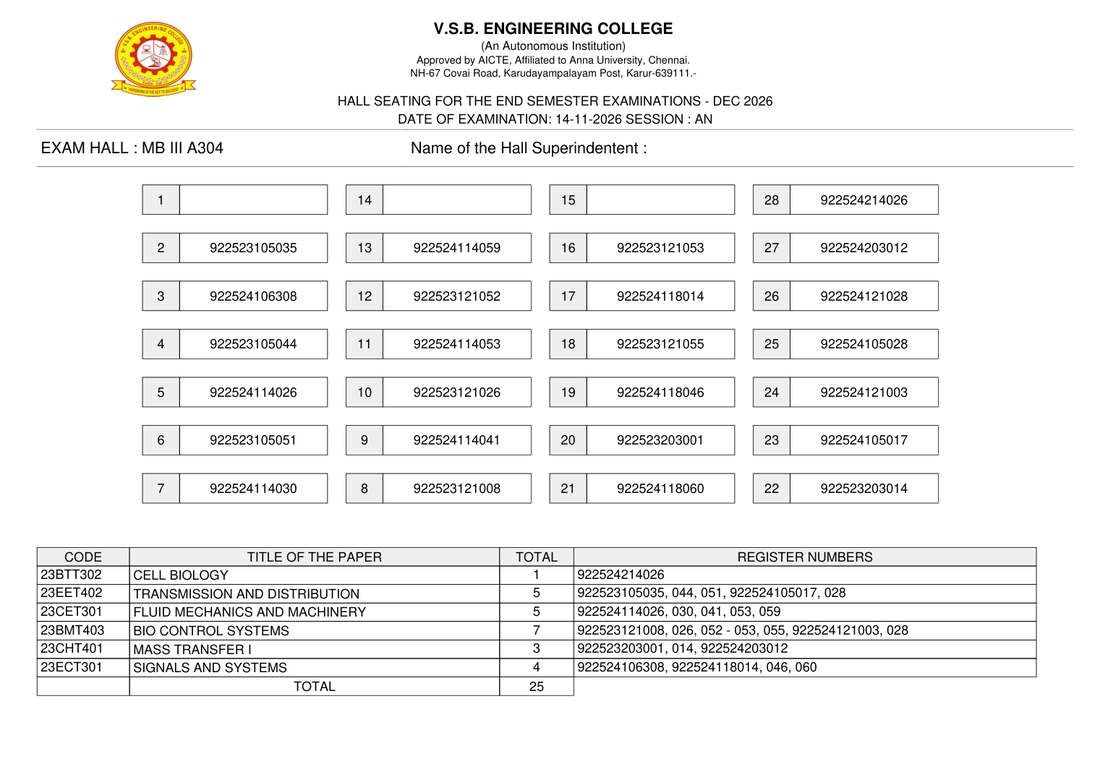 V.S.B. ENGINEERING COLLEGE
(An Autonomous Institution)
Approved by AICTE, Affiliated to Anna University, Chennai.
NH-67 Covai Road, Karudayampalayam Post, Karur-639111.-
HALL SEATING FOR THE END SEMESTER EXAMINATIONS - DEC 2026
DATE OF EXAMINATION: 14-11-2026 SESSION : AN
EXAM HALL : MB III A304 Name of the Hall Superindentent :
1 14 15 28 922524214026
2 922523105035 13 922524114059 16 922523121053 27 922524203012
3 922524106308 12 922523121052 17 922524118014 26 922524121028
4 922523105044 11 922524114053 18 922523121055 25 922524105028
5 922524114026 10 922523121026 19 922524118046 24 922524121003
6 922523105051 9 922524114041 20 922523203001 23 922524105017
7 922524114030 8 922523121008 21 922524118060 22 922523203014
CODE TITLE OF THE PAPER TOTAL REGISTER NUMBERS
23BTT302 CELL BIOLOGY 1 922524214026
23EET402 TRANSMISSION AND DISTRIBUTION 5 922523105035, 044, 051, 922524105017, 028
23CET301 FLUID MECHANICS AND MACHINERY 5 922524114026, 030, 041, 053, 059
23BMT403 BIO CONTROL SYSTEMS 7 922523121008, 026, 052 - 053, 055, 922524121003, 028
23CHT401 MASS TRANSFER I 3 922523203001, 014, 922524203012
23ECT301 SIGNALS AND SYSTEMS 4 922524106308, 922524118014, 046, 060
TOTAL 25